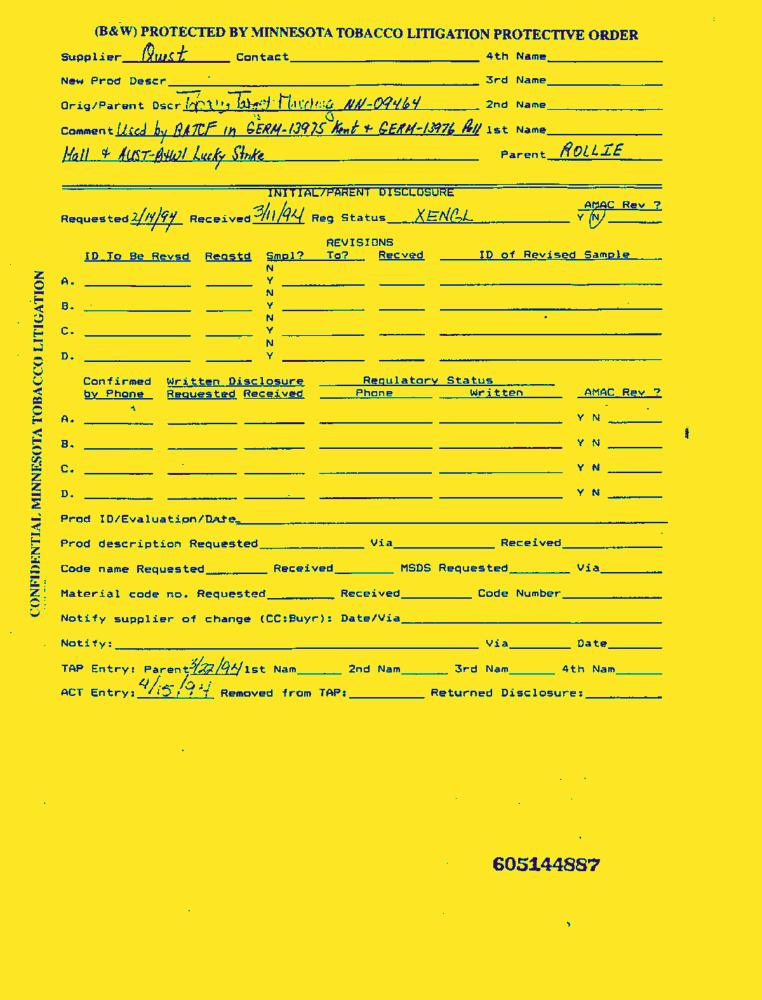 (B&W) PROTECTED BY MINNESOTA TOBACCO LITIGATION PROTECTIVE ORDER
Supplier Qust Contact 4th Name
New Prod Descr 3rd Name
Orig/Parent Dscr Target NN-09464 2nd Name
Comment Used by BATCF in GERM-13975 Kent + GERM-13976 Pall 1st Name
Mall + AUST-B+W1 Lucky Strike Parent ROLLIE
INITIAL/PARENT DISCLOSURE
AMAC Rev ?
Requested 2/14/94 Received 3/11/94 Reg Status XENGL Y N
REVISIONS
ID To Be Revsd Reqstd Smpl? To? Recved ID of Revised Sample
N
A. Y
N
B. Y
N
C. Y
N
D. Y
Confirmed Written Disclosure Regulatory Status
by Phone Requested Received Phone Written AMAC Rev ?
A. Y N
B. Y N
C. Y N
D. Y N
Prod ID/Evaluation/Date
Prod description Requested Via Received
Code name Requested Received MSDS Requested Via
Material code no. Requested Received Code Number
Notify supplier of change (CC:Buyr): Date/Via
Notify: Via Date
TAP Entry: Parent 3/22/94 1st Nam 2nd Nam 3rd Nam 4th Nam
ACT Entry: 4/15/94 Removed from TAP: Returned Disclosure:
605144887
CONFIDENTIAL MINNESOTA TOBACCO LITIGATION